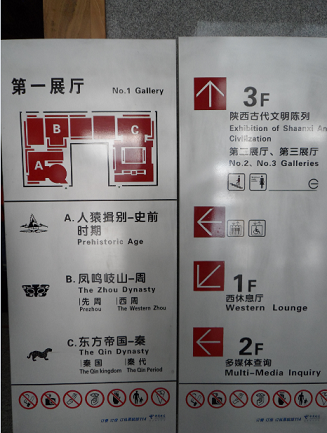 第一展厅 No.1 Gallery
B
C
A
A.人猿揖别-史前
时期
Prehistoric Age
B.凤鸣岐山-周
The Zhou Dynasty
先周 西周
Prezhou The Western Zhou
C.东方帝国-秦
The Qin Dynasty
秦国 秦代
The Qin kingdom The Qin Period
3F
陕西古代文明陈列
Exhibition of Shaanxi An
Civilization
第二展厅、第三展厅
No.2, No.3 Galleries
1F
西休息厅
Western Lounge
2F
多媒体查询
Multi-Media Inquiry